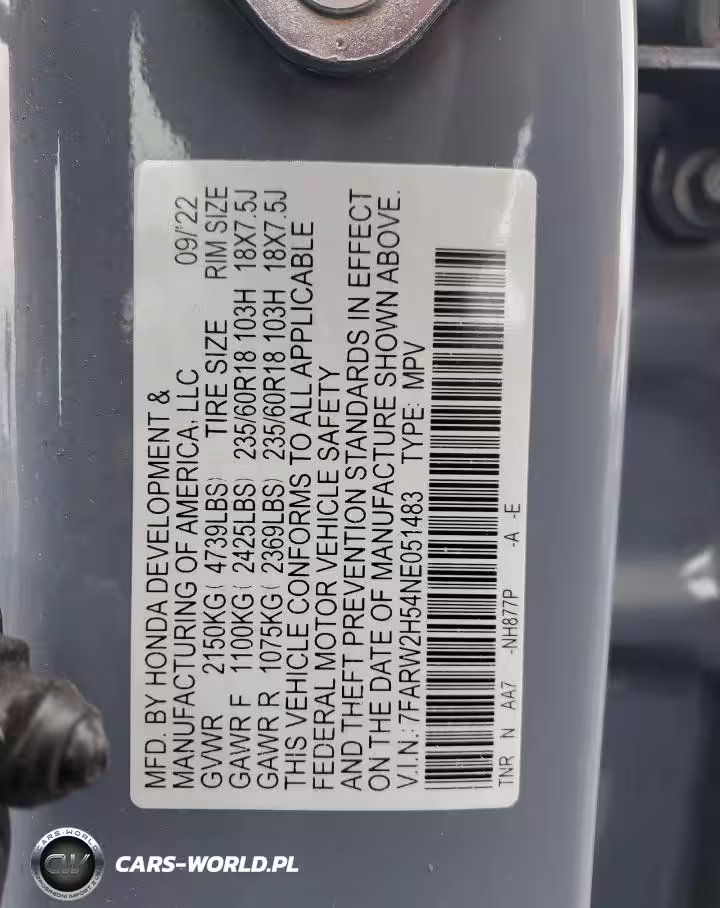 MFD. BY HONDA DEVELOPMENT &
MANUFACTURING OF AMERICA, LLC 09/'22
GVWR 2150KG( 4739LBS) TIRE SIZE RIM SIZE
GAWR F 1100KG( 2425LBS) 235/60R18 103H 18X7.5J
GAWR R 1075KG( 2369LBS) 235/60R18 103H 18X7.5J
THIS VEHICLE CONFORMS TO ALL APPLICABLE
FEDERAL MOTOR VEHICLE SAFETY
AND THEFT PREVENTION STANDARDS IN EFFECT
ON THE DATE OF MANUFACTURE SHOWN ABOVE.
V.I.N.:7FARW2H54NE051483 TYPE: MPV
TNR N AA7 -NH877P -A -E
CARS-WORLD
CW
CARS-WORLD.PL